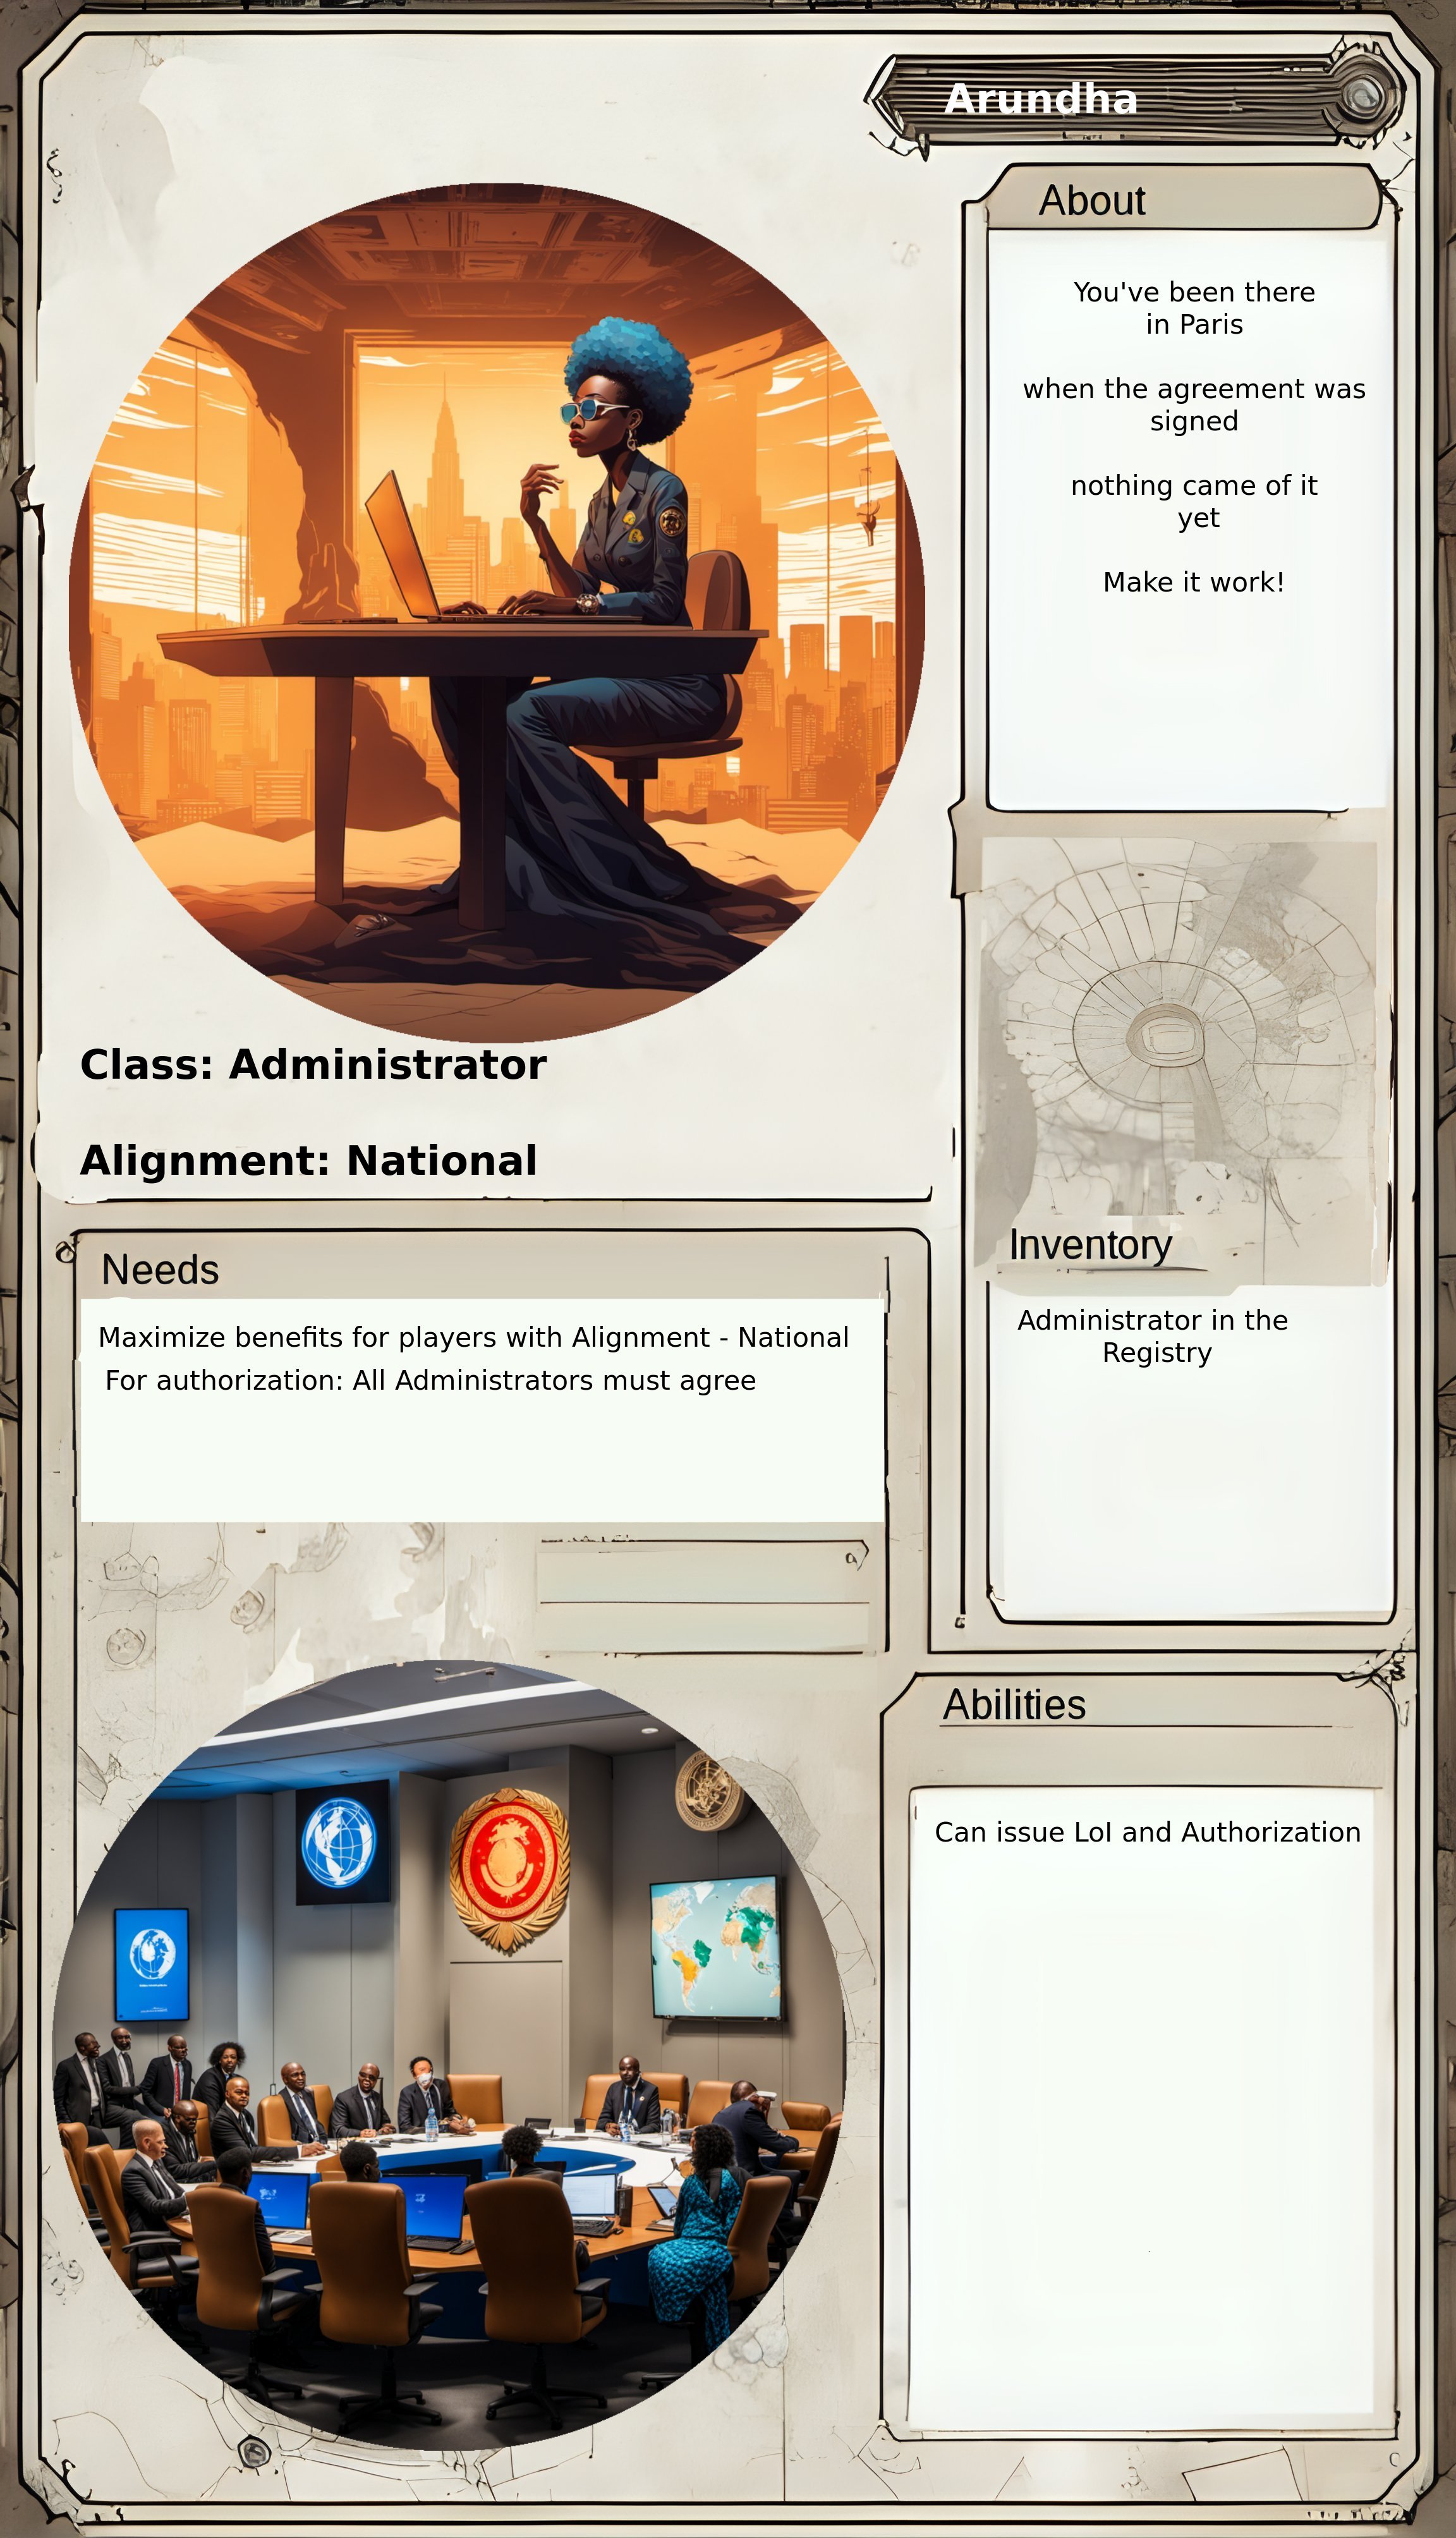 Arundha
About
You've been there
in Paris
when the agreement was
signed
nothing came of it
yet
Make it work!
Class: Administrator
Alignment: National
Needs
Maximize benefits for players with Alignment - National
For authorization: All Administrators must agree
Inventory
Administrator in the
Registry
Abilities
Can issue LoI and Authorization